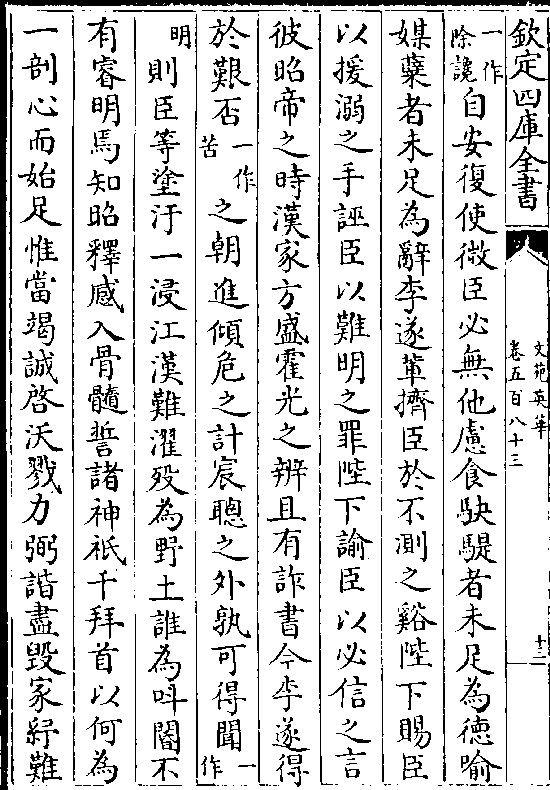 欽定四庫全書
文苑英華
卷五百八十三
十三
一作
除讒自安復使微臣必無他慮食駃騠者未足為德喻
媒蘖者未足為辭李遂輩擠臣於不測之谿陛下賜臣
以援溺之手誣臣以難明之罪陛下諭臣以必信之言
彼昭帝之時漢家方盛霍光之辨且有詐書今李遂得
於艱否一作苦之朝進傾危之計宸聰之外孰可得聞一作
明則臣等塗汙一浸江漢難濯殁為野土誰為叫閽不
有睿明焉知昭釋感入骨髓誓諸神祇千拜首以何為
一剖心而始足惟當竭誠啓沃戮力弼諧盡毀家紓難